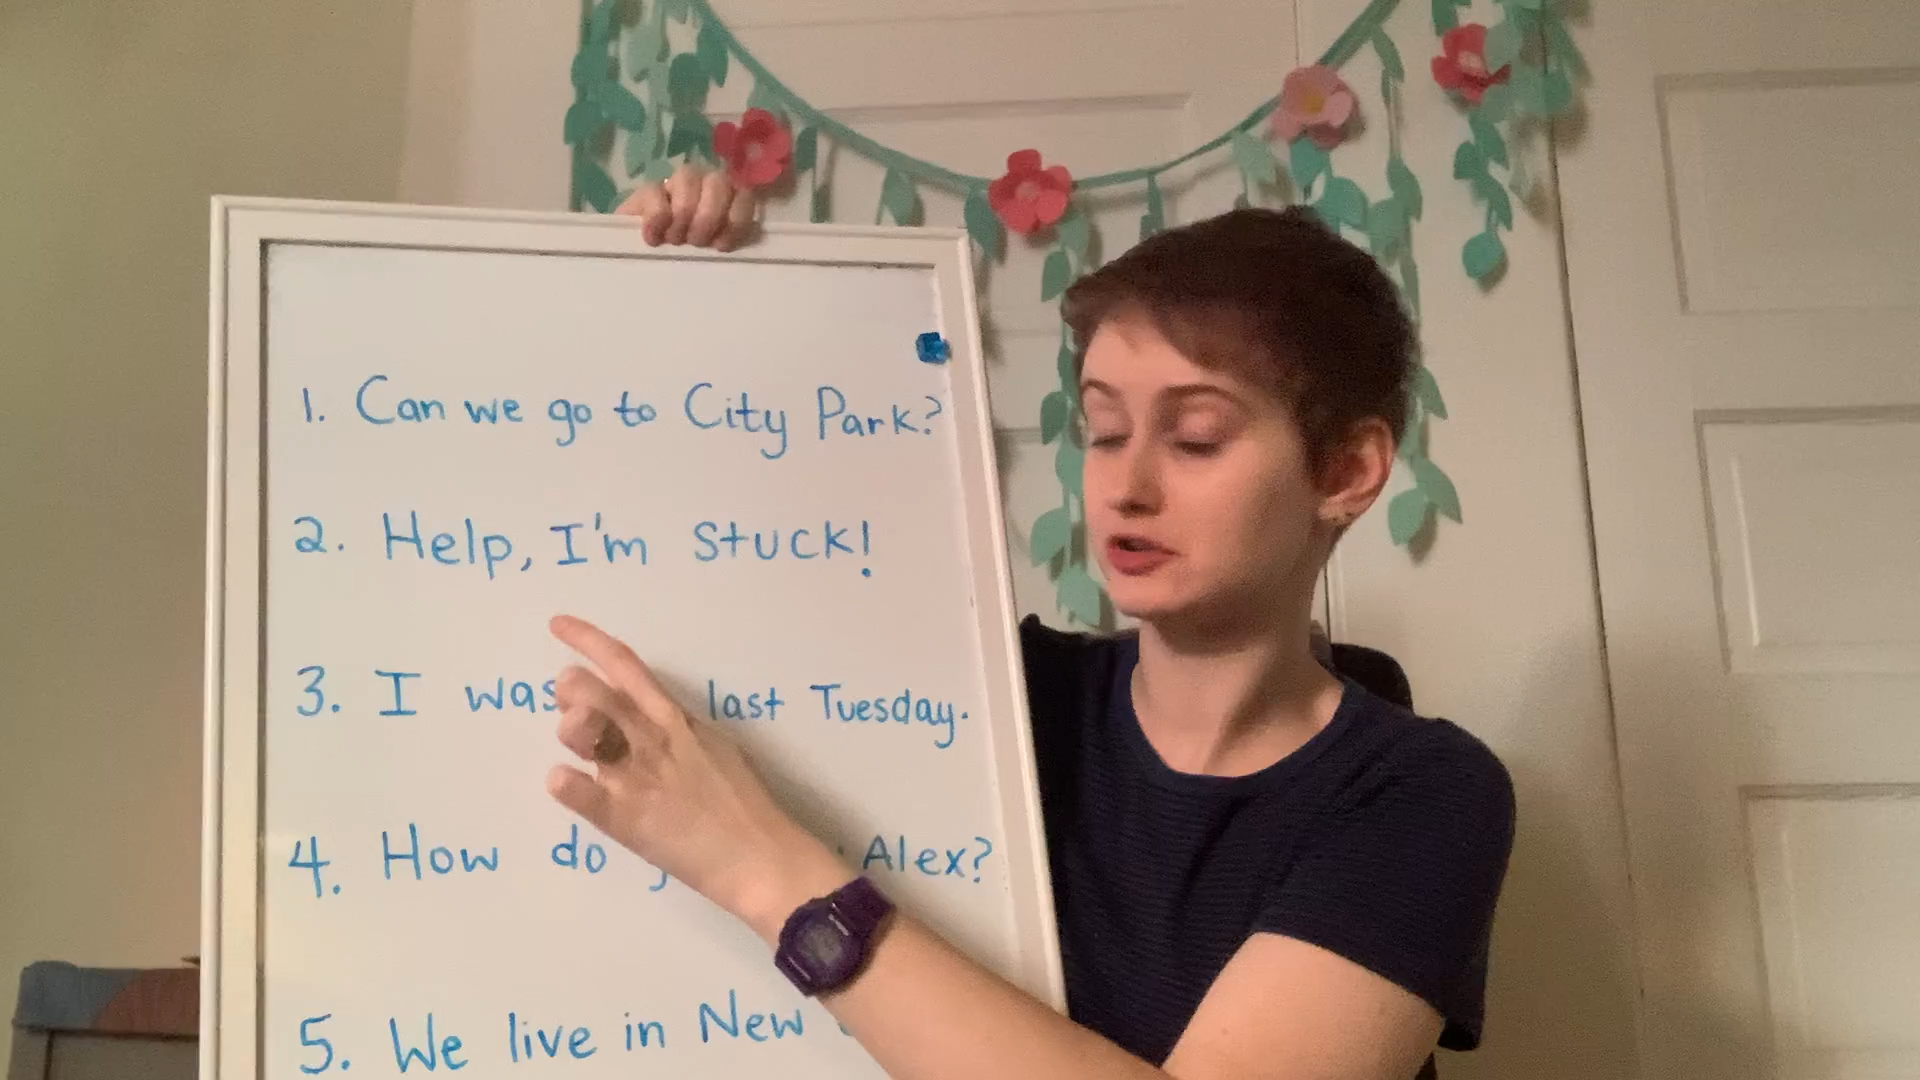 1. Can we go to City Park?
2. Help, I'm stuck!
3. I was last Tuesday.
4. How do Alex?
5. We live in New